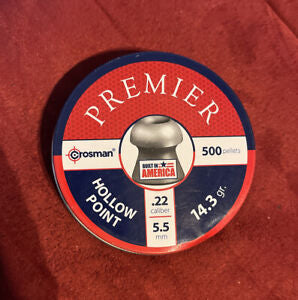 PREMIER
crosman®
500 pellets
BUILT IN
AMERICA
HOLLOW
POINT
.22
caliber
5.5
mm
14.3 gr.